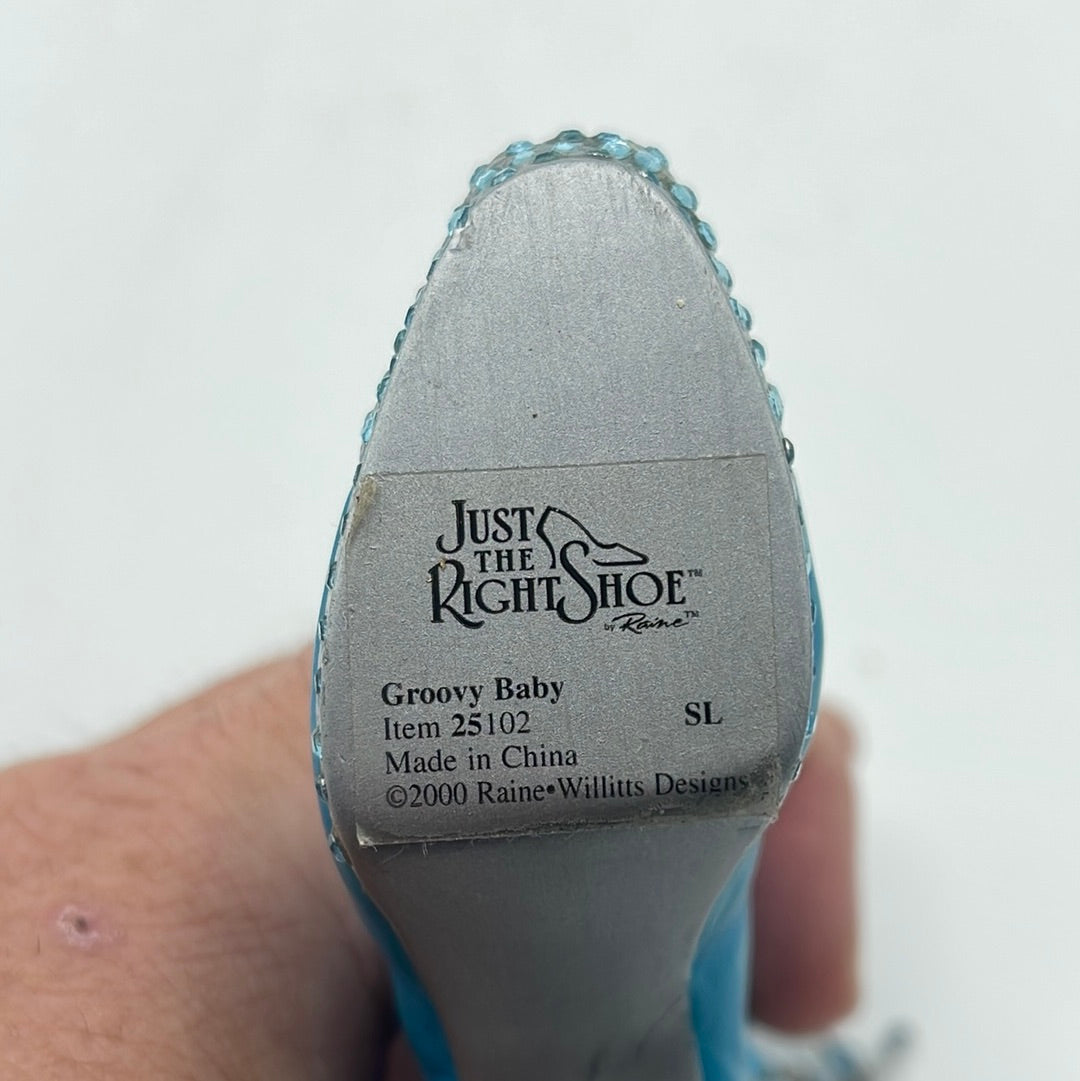 JUST
THE
RIGHT SHOE™
by Raine™
Groovy Baby
Item 25102
SL
Made in China
©2000 Raine•Willitts Designs